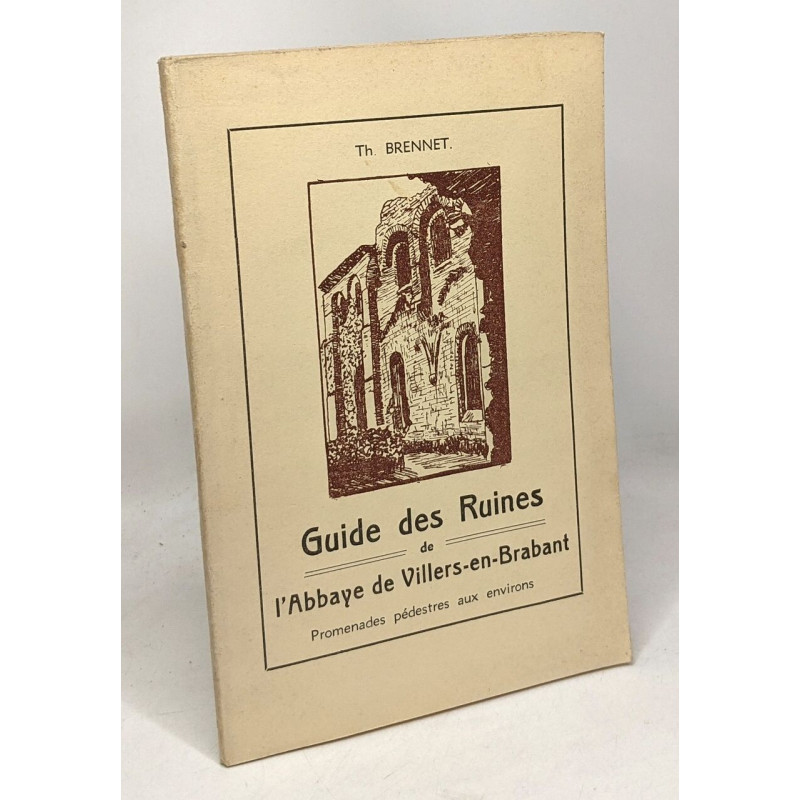 Th. BRENNET.
Guide des Ruines
de
l'Abbaye de Villers-en-Brabant
Promenades pédestres aux environs